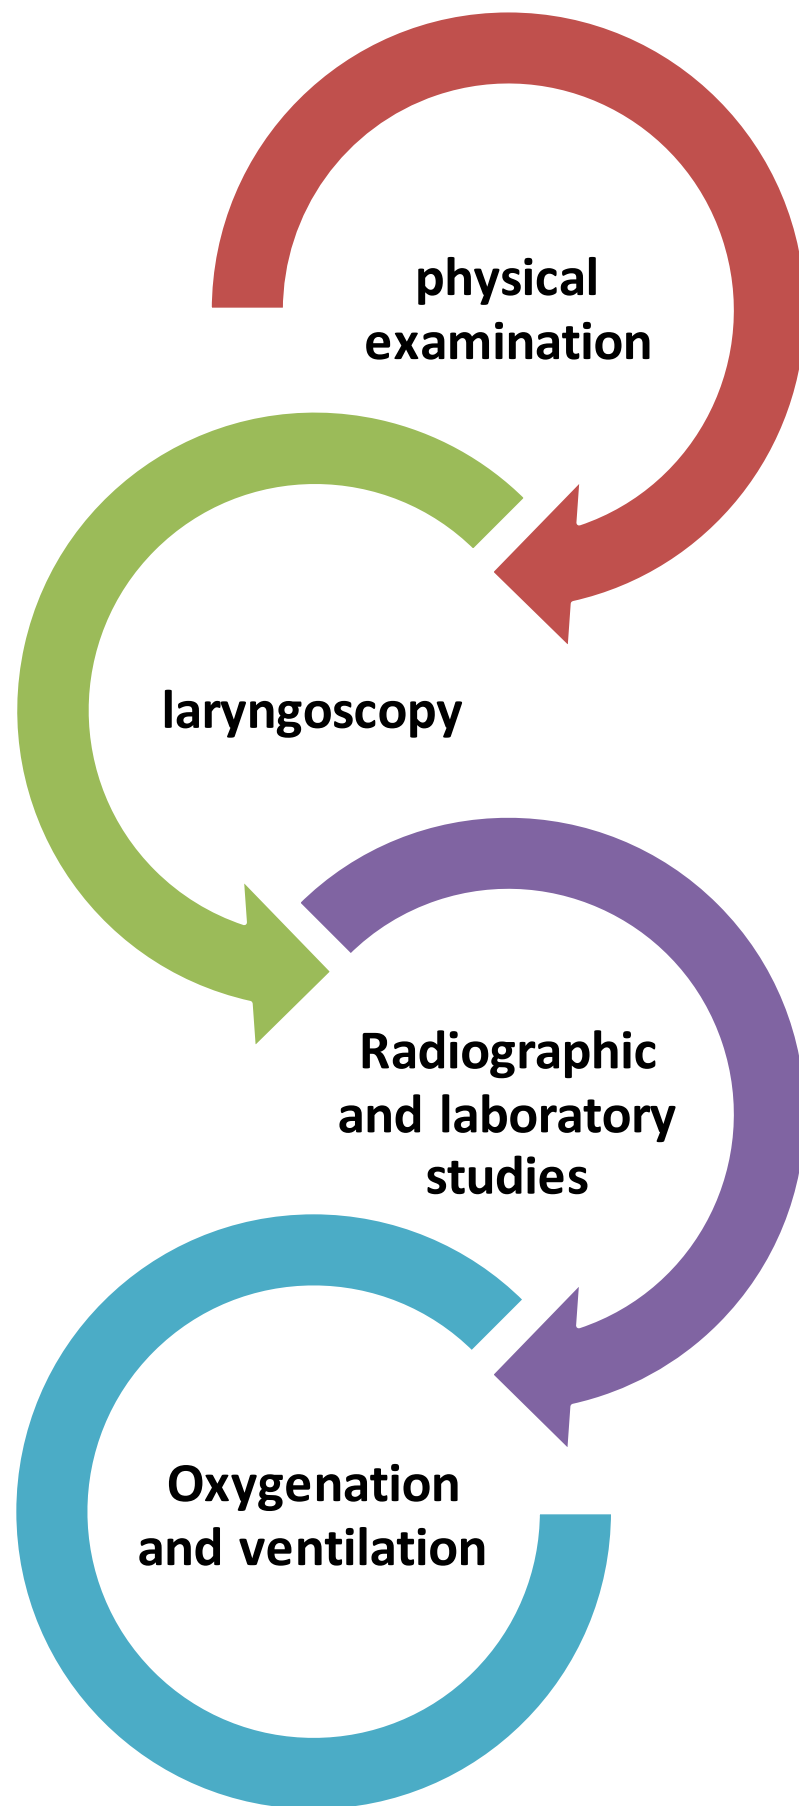 physical
examination
laryngoscopy
Radiographic
and laboratory
studies
Oxygenation
and ventilation